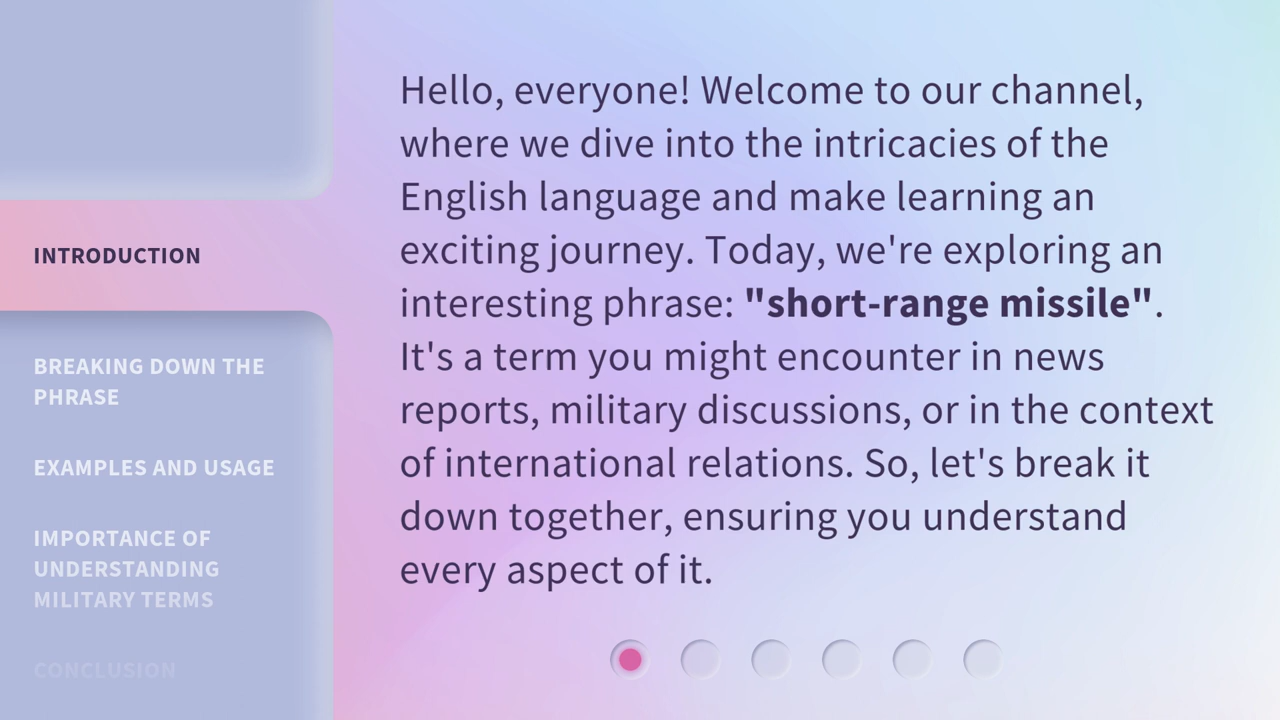 INTRODUCTION
BREAKING DOWN THE
PHRASE
EXAMPLES AND USAGE
IMPORTANCE OF
UNDERSTANDING
MILITARY TERMS
CONCLUSION
Hello, everyone! Welcome to our channel,
where we dive into the intricacies of the
English language and make learning an
exciting journey. Today, we're exploring an
interesting phrase: "short-range missile".
It's a term you might encounter in news
reports, military discussions, or in the context
of international relations. So, let's break it
down together, ensuring you understand
every aspect of it.